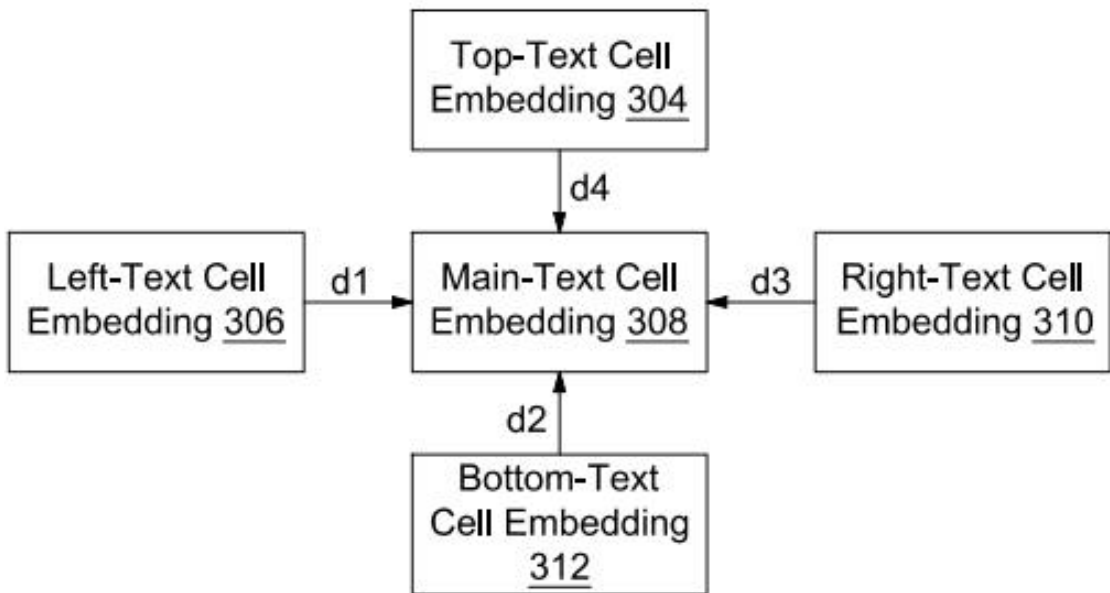 Top-Text Cell
Embedding 304
d4
Left-Text Cell
Embedding 306
d1
Main-Text Cell
Embedding 308
d3
Right-Text Cell
Embedding 310
d2
Bottom-Text
Cell Embedding
312